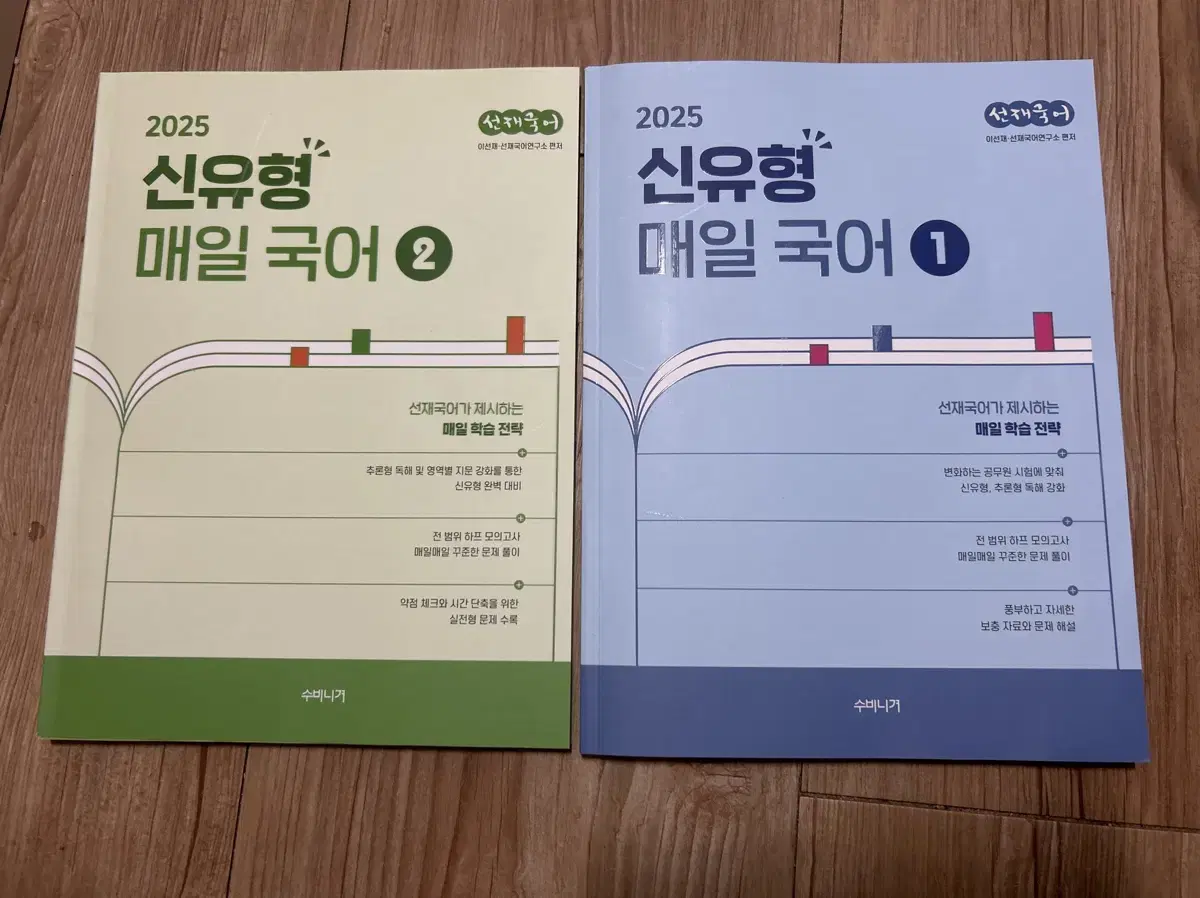 2025
신유형
매일 국어 2
선재국어
이선재·선재국어연구소 편저
선재국어가 제시하는
매일 학습 전략
추론형 독해 및 영역별 지문 강화를 통한
신유형 완벽 대비
전 범위 하프 모의고사
매일매일 꾸준한 문제 풀이
약점 체크와 시간 단축을 위한
실전형 문제 수록
수비니겨
2025
신유형
매일 국어 1
선재국어
이선재·선재국어연구소 편저
선재국어가 제시하는
매일 학습 전략
변화하는 공무원 시험에 맞춰
신유형, 추론형 독해 강화
전 범위 하프 모의고사
매일매일 꾸준한 문제 풀이
풍부하고 자세한
보충 자료와 문제 해설
수비니겨